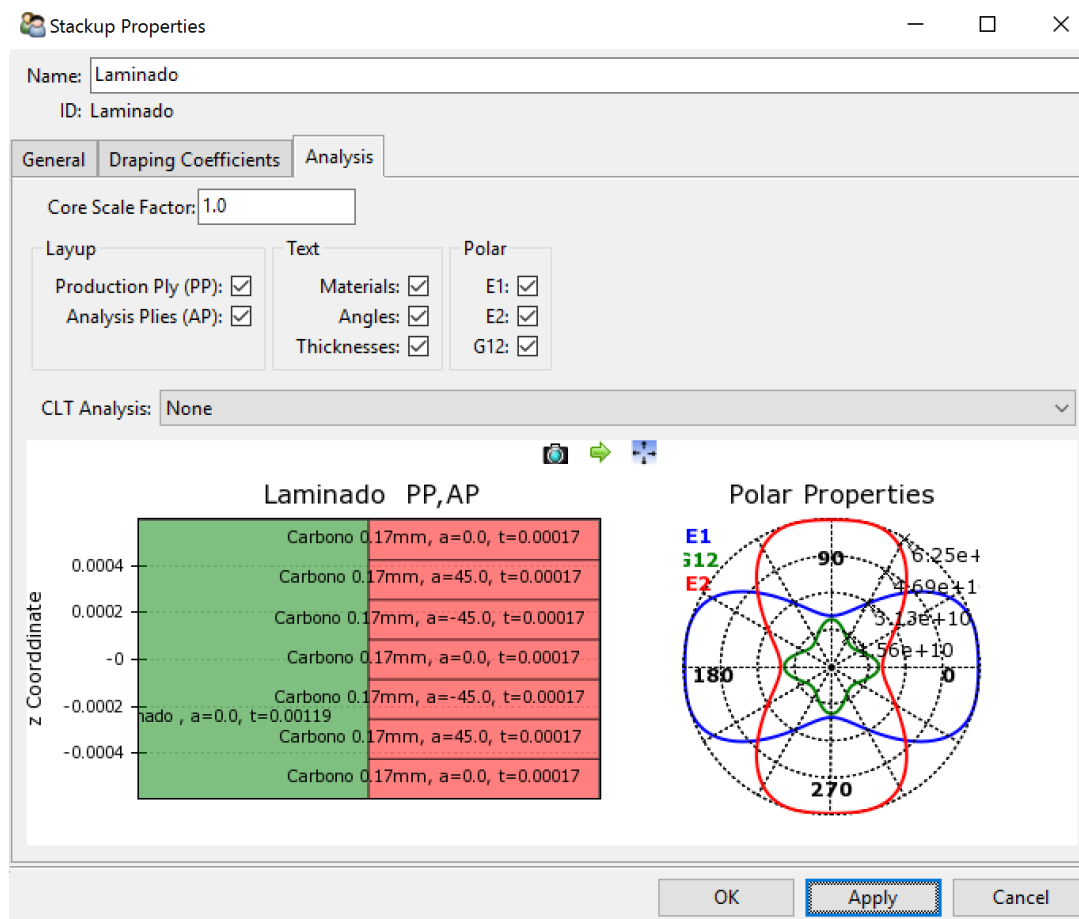 Stackup Properties
Name: Laminado
ID: Laminado
General Draping Coefficients Analysis
Core Scale Factor: 1.0
Layup Text Polar
Production Ply (PP): Materials: E1:
Analysis Plies (AP): Angles: E2:
Thicknesses: G12:
CLT Analysis: None
Laminado PP,AP
z Coorddinate
0.0004
0.0002
-0
-0.0002
-0.0004
nado , a=0.0, t=0.00119
Carbono 0.17mm, a=0.0, t=0.00017
Carbono 0.17mm, a=45.0, t=0.00017
Carbono 0.17mm, a=-45.0, t=0.00017
Carbono 0.17mm, a=0.0, t=0.00017
Carbono 0.17mm, a=-45.0, t=0.00017
Carbono 0.17mm, a=45.0, t=0.00017
Carbono 0.17mm, a=0.0, t=0.00017
Polar Properties
E1
G12
E2
90
180
0
270
6.25e+
4.69e+1
3.13e+10
1.56e+10
OK Apply Cancel